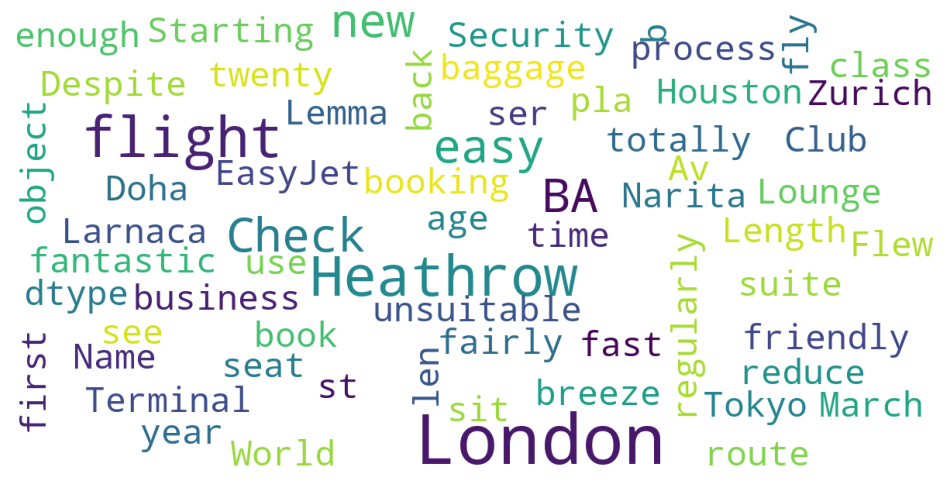 enough Starting new Security b process fly class
Despite twenty back baggage Houston Zurich
object Lemma ser pla
flight easy totally Club
Doha EasyJet booking BA Av Narita Lounge
Larnaca Check age time Length Flew
fantastic use Heathrow regularly suite
dtype business unsuitable
first see book fairly fast friendly
Name seat st len breeze reduce
Terminal sit Tokyo March
year World London route